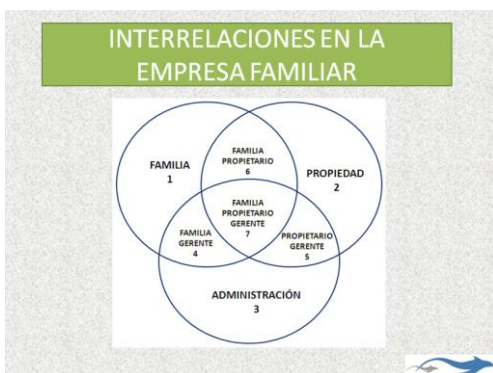 INTERRELACIONES EN LA
EMPRESA FAMILIAR
FAMILIA
1
FAMILIA
PROPIETARIO
6
PROPIEDAD
2
FAMILIA
PROPIETARIO
GERENTE
7
FAMILIA
GERENTE
4
PROPIETARIO
GERENTE
5
ADMINISTRACIÓN
3